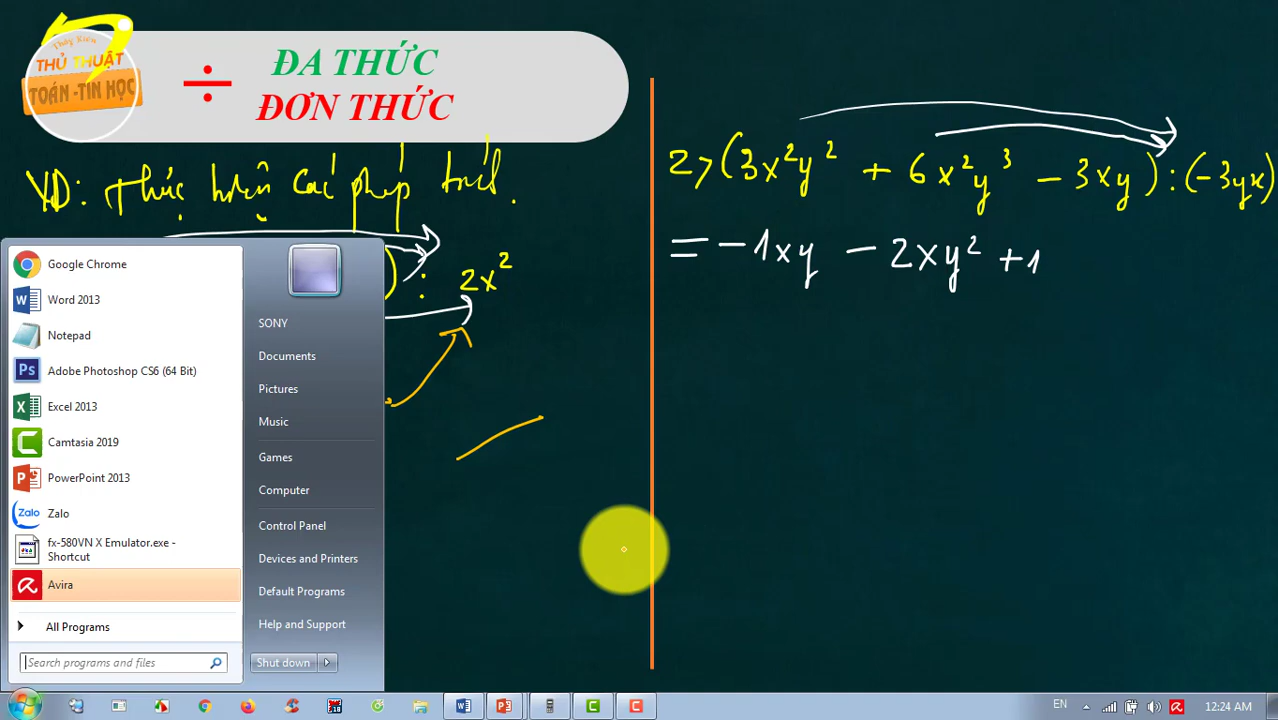 Thầy Kiên
THỦ THUẬT
TOÁN -TIN HỌC
÷
ĐA THỨC
ĐƠN THỨC
VD: Thực hiện các phép
) : 2x²
2> (3x²y² + 6x²y³ - 3xy) : (-3yx)
= -1xy - 2xy² + 1
Google Chrome
Word 2013
Notepad
Adobe Photoshop CS6 (64 Bit)
Excel 2013
Camtasia 2019
PowerPoint 2013
Zalo
Zalo
fx-580VN X Emulator.exe -
Shortcut
Avira
All Programs
Search programs and files
SONY
Documents
Pictures
Music
Games
Computer
Control Panel
Devices and Printers
Default Programs
Help and Support
Shut down
EN
12:24 AM